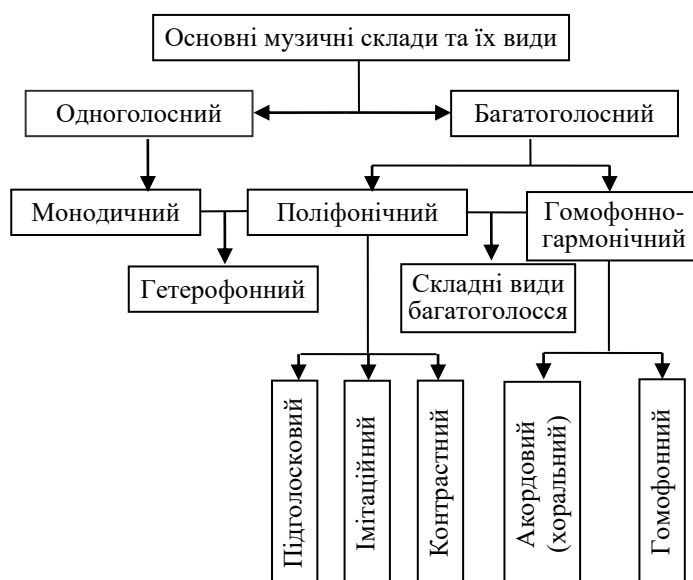 Основні музичні склади та їх види
Одноголосний
Багатоголосний
Монодичний
Поліфонічний
Гомофонно-
гармонічний
Гетерофонний
Складні види
багатоголосся
Підголосковий
Імітаційний
Контрастний
Акордовий
(хоральний)
Гомофонний